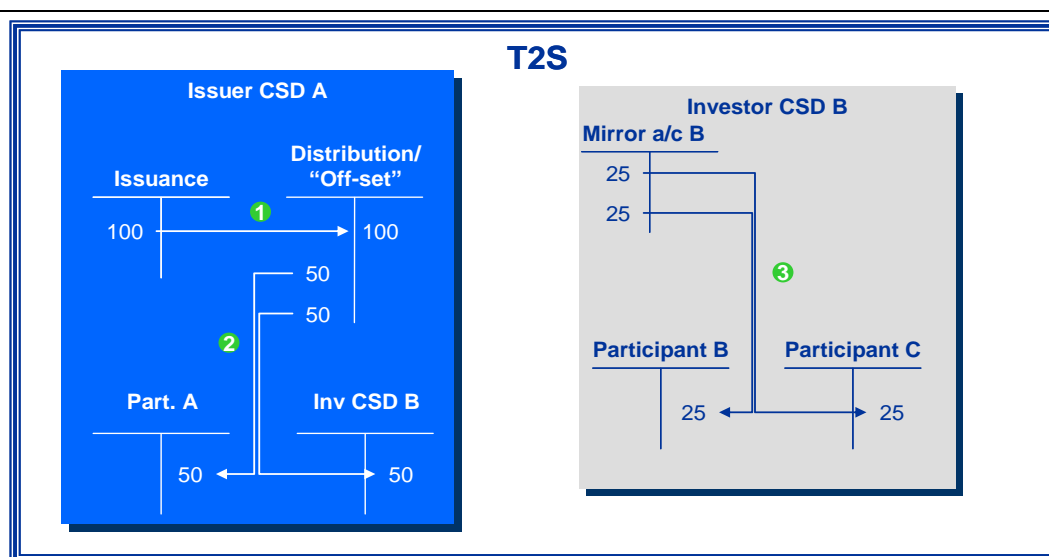 T2S
Issuer CSD A
Issuance
Distribution/
“Off-set”
1
100
100
50
50
2
Part. A
Inv CSD B
50
50
Investor CSD B
Mirror a/c B
25
25
3
Participant B
Participant C
25
25